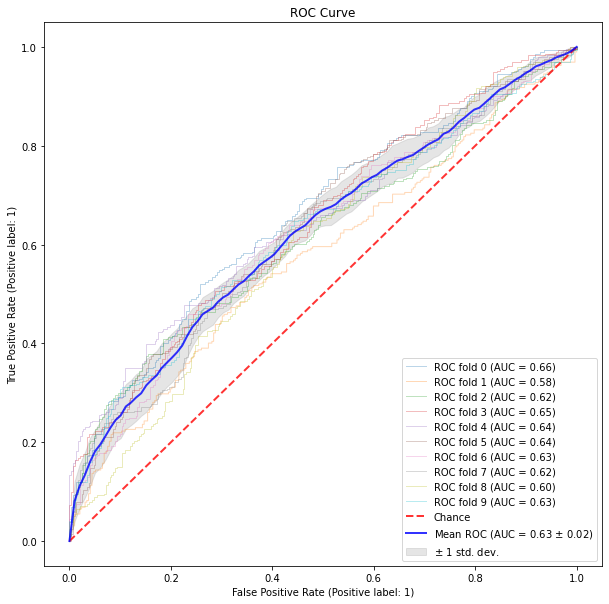 ROC Curve
True Positive Rate (Positive label: 1)
1.0
0.8
0.6
0.4
0.2
0.0
ROC fold 0 (AUC = 0.66)
ROC fold 1 (AUC = 0.58)
ROC fold 2 (AUC = 0.62)
ROC fold 3 (AUC = 0.65)
ROC fold 4 (AUC = 0.64)
ROC fold 5 (AUC = 0.64)
ROC fold 6 (AUC = 0.63)
ROC fold 7 (AUC = 0.62)
ROC fold 8 (AUC = 0.60)
ROC fold 9 (AUC = 0.63)
Chance
Mean ROC (AUC = 0.63 ± 0.02)
± 1 std. dev.
0.0 0.2 0.4 0.6 0.8 1.0
False Positive Rate (Positive label: 1)